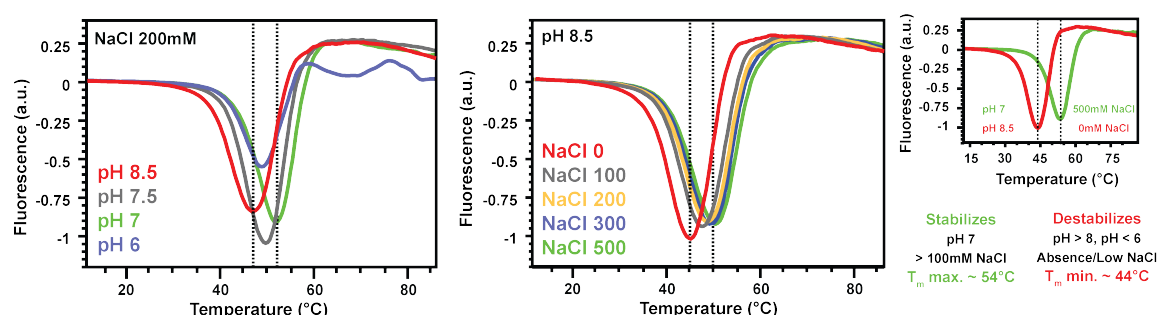 NaCl 200mM
0.25
0
-0.25
-0.5
-0.75
-1
Fluorescence (a.u.)
pH 8.5
pH 7.5
pH 7
pH 6
20
40
60
80
Temperature (°C)
pH 8.5
0.25
0
-0.25
-0.5
-0.75
-1
Fluorescence (a.u.)
NaCl 0
NaCl 100
NaCl 200
NaCl 300
NaCl 500
20
40
60
80
Temperature (°C)
0.25
0
-0.25
-0.5
-0.75
-1
Fluorescence (a.u.)
pH 7 500mM NaCl
pH 8.5 0mM NaCl
15
30
45
60
75
Temperature (°C)
Stabilizes
pH 7
> 100mM NaCl
Tm max. ~ 54°C
Destabilizes
pH > 8, pH < 6
Absence/Low NaCl
Tm min. ~ 44°C